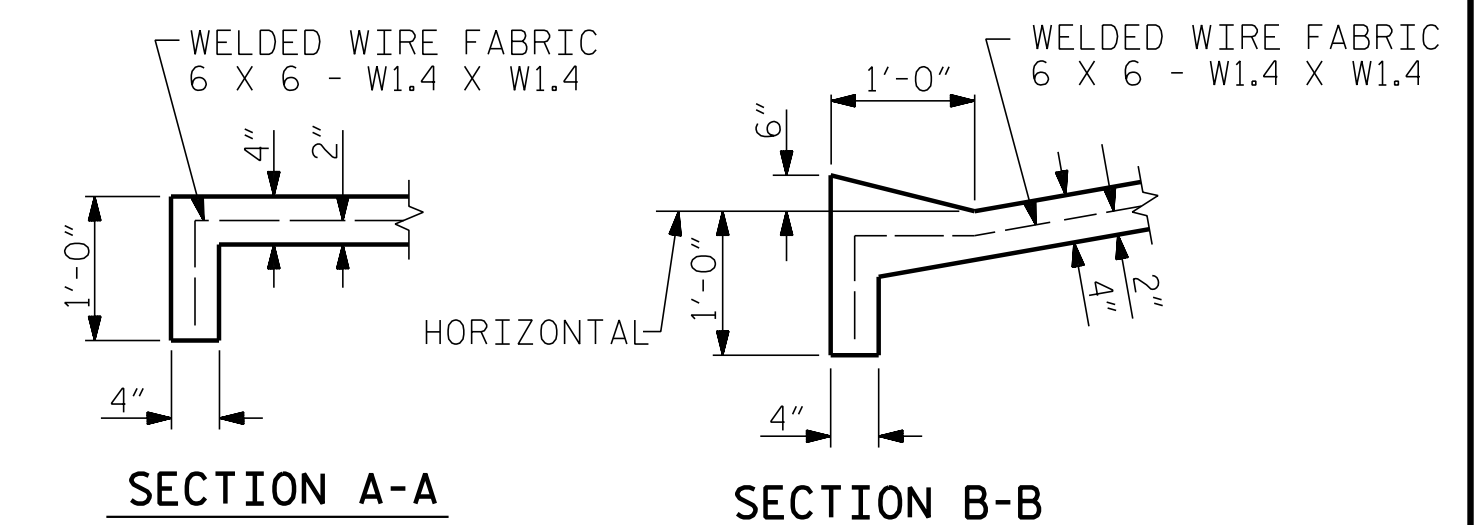 WELDED WIRE FABRIC
6 X 6 - W1.4 X W1.4
4"
2"
1'-0"
4"
SECTION A-A
WELDED WIRE FABRIC
6 X 6 - W1.4 X W1.4
1'-0"
6"
1'-0"
HORIZONTAL
4"
2"
4"
SECTION B-B